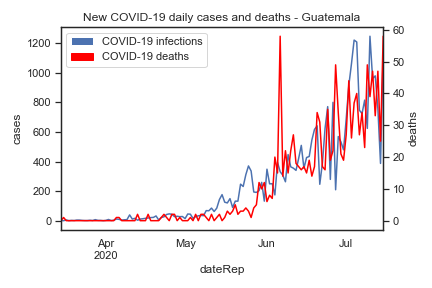 New COVID-19 daily cases and deaths - Guatemala
COVID-19 infections
COVID-19 deaths
1200
1000
800
600
400
200
0
cases
60
50
40
30
20
10
0
deaths
Apr
2020
May
Jun
Jul
dateRep